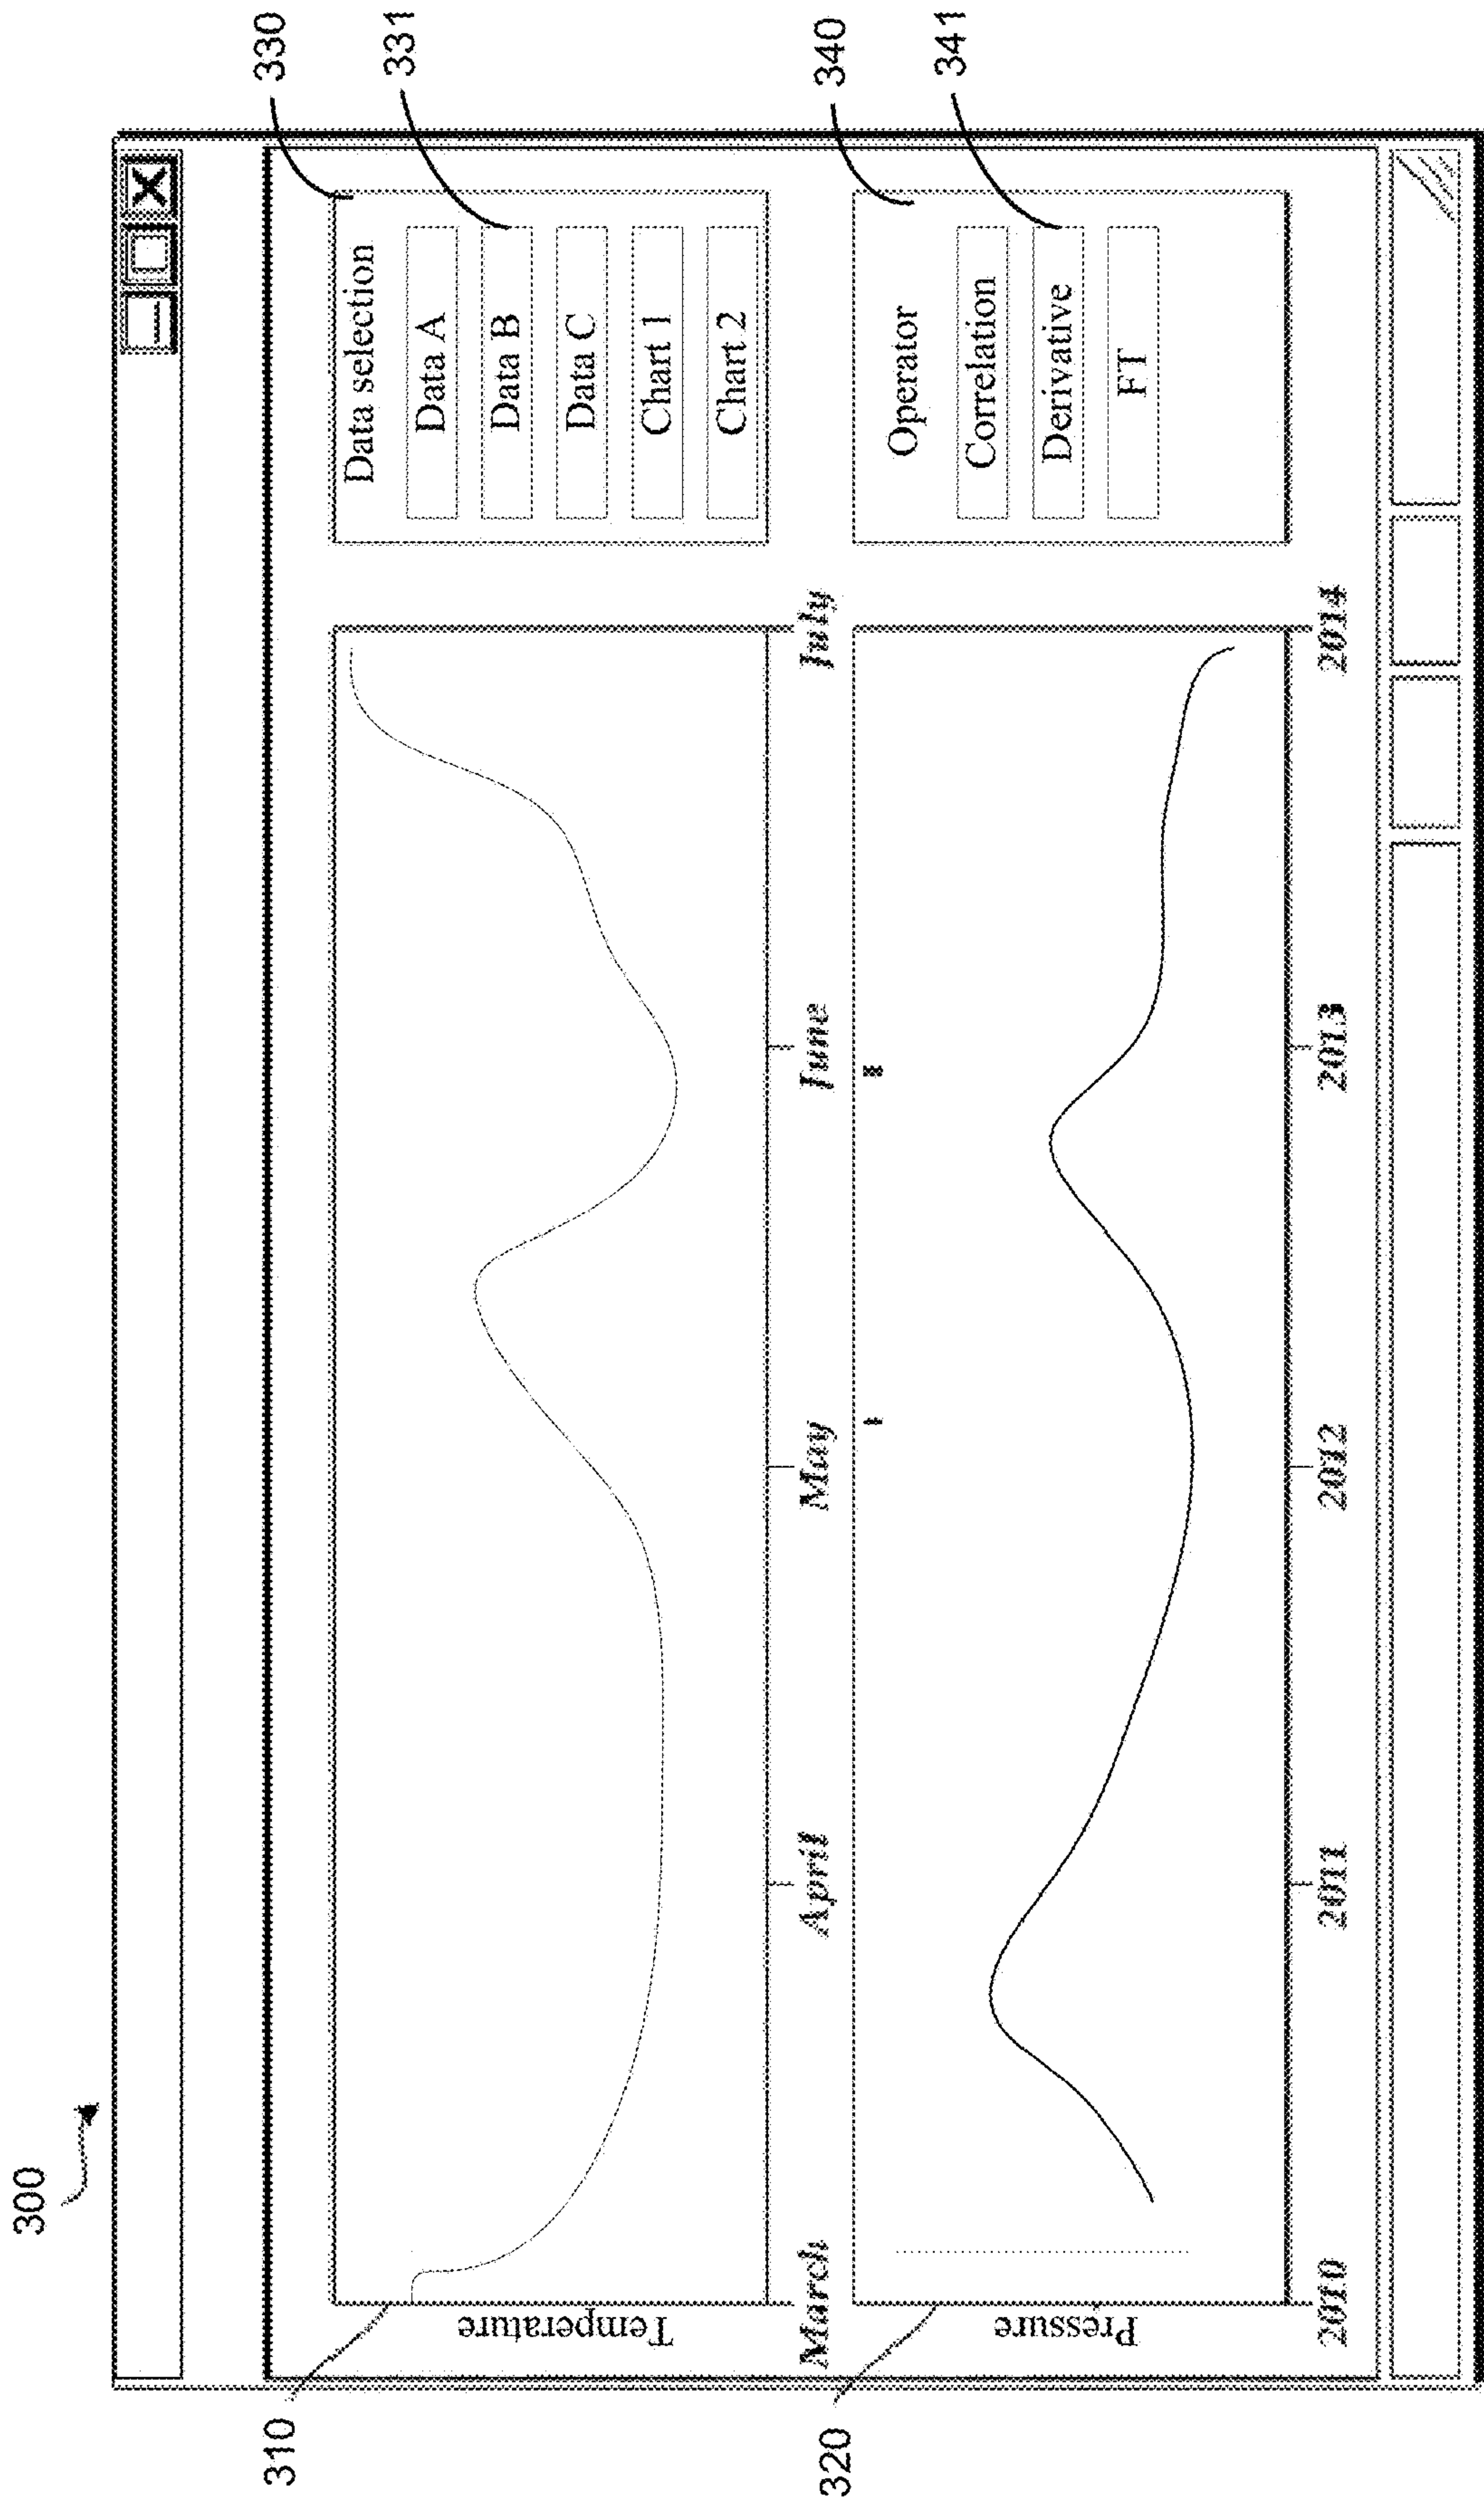 300
310
Temperature
March
April
May
June
July
320
Pressure
2010
2011
2012
2013
2014
330
Data selection
331
Data A
Data B
Data C
Chart 1
Chart 2
340
Operator
341
Correlation
Derivative
FT